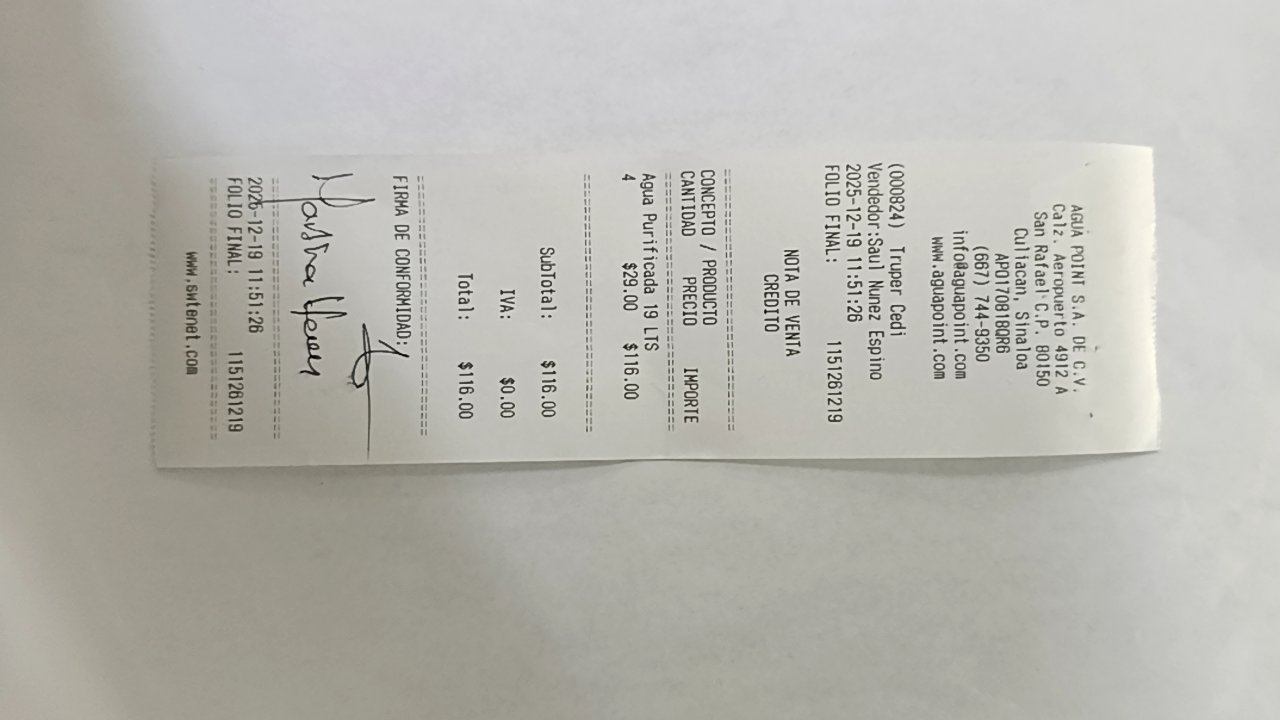 AGUA POINT S.A. DE C.V.
Calz. Aeropuerto 4912 A
San Rafael C.P. 80150
Culiacan, Sinaloa
APO170818QR6
(667) 744-9350
info@aguapoint.com
www.aguapoint.com
(000824) Truper Cedi
Vendedor:Saul Nunez Espino
2025-12-19 11:51:26
FOLIO FINAL: 1151261219
NOTA DE VENTA
CREDITO
==========================
CONCEPTO / PRODUCTO
CANTIDAD PRECIO IMPORTE
==========================
Agua Purificada 19 LTS
4 $29.00 $116.00
==========================
SubTotal: $116.00
IVA: $0.00
Total: $116.00
==========================
FIRMA DE CONFORMIDAD:
==========================
2025-12-19 11:51:26
FOLIO FINAL: 1151261219
==========================
www.swtenet.com